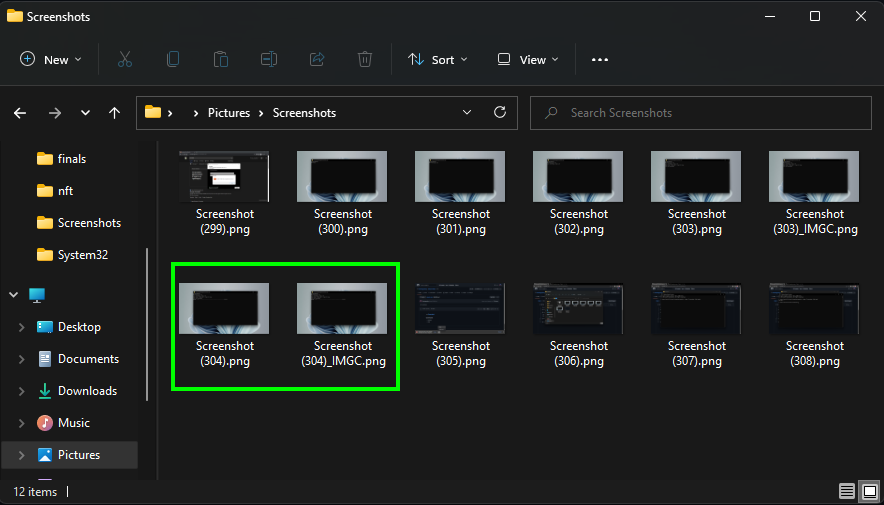 Screenshots
New
Sort
View
Pictures
Screenshots
Search Screenshots
finals
nft
Screenshots
System32
Desktop
Documents
Downloads
Music
Pictures
Screenshot
(299).png
Screenshot
(300).png
Screenshot
(301).png
Screenshot
(302).png
Screenshot
(303).png
Screenshot
(303)_IMGC.png
Screenshot
(304).png
Screenshot
(304)_IMGC.png
Screenshot
(305).png
Screenshot
(306).png
Screenshot
(307).png
Screenshot
(308).png
12 items